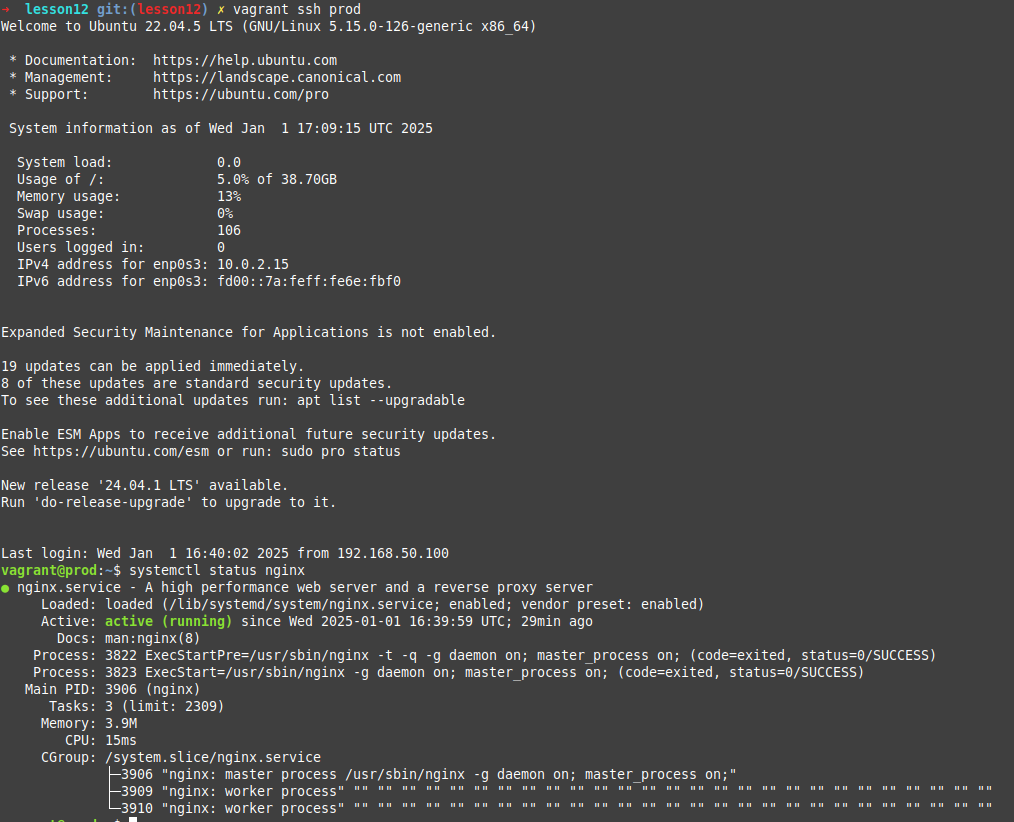 →  lesson12 git:(lesson12) ✗ vagrant ssh prod
Welcome to Ubuntu 22.04.5 LTS (GNU/Linux 5.15.0-126-generic x86_64)

 * Documentation:  https://help.ubuntu.com
 * Management:     https://landscape.canonical.com
 * Support:        https://ubuntu.com/pro

 System information as of Wed Jan  1 17:09:15 UTC 2025

  System load:             0.0
  Usage of /:              5.0% of 38.70GB
  Memory usage:            13%
  Swap usage:              0%
  Processes:               106
  Users logged in:         0
  IPv4 address for enp0s3: 10.0.2.15
  IPv6 address for enp0s3: fd00::7a:feff:fe6e:fbf0


Expanded Security Maintenance for Applications is not enabled.

19 updates can be applied immediately.
8 of these updates are standard security updates.
To see these additional updates run: apt list --upgradable

Enable ESM Apps to receive additional future security updates.
See https://ubuntu.com/esm or run: sudo pro status

New release '24.04.1 LTS' available.
Run 'do-release-upgrade' to upgrade to it.


Last login: Wed Jan  1 16:40:02 2025 from 192.168.50.100
vagrant@prod:~$ systemctl status nginx
● nginx.service - A high performance web server and a reverse proxy server
     Loaded: loaded (/lib/systemd/system/nginx.service; enabled; vendor preset: enabled)
     Active: active (running) since Wed 2025-01-01 16:39:59 UTC; 29min ago
       Docs: man:nginx(8)
    Process: 3822 ExecStartPre=/usr/sbin/nginx -t -q -g daemon on; master_process on; (code=exited, status=0/SUCCESS)
    Process: 3823 ExecStart=/usr/sbin/nginx -g daemon on; master_process on; (code=exited, status=0/SUCCESS)
   Main PID: 3906 (nginx)
      Tasks: 3 (limit: 2309)
     Memory: 3.9M
        CPU: 15ms
     CGroup: /system.slice/nginx.service
             ├─3906 "nginx: master process /usr/sbin/nginx -g daemon on; master_process on;"
             ├─3909 "nginx: worker process" "" "" "" "" "" "" "" "" "" "" "" "" "" "" "" "" "" "" "" "" "" "" "" "" "" "" ""
             └─3910 "nginx: worker process" "" "" "" "" "" "" "" "" "" "" "" "" "" "" "" "" "" "" "" "" "" "" "" "" "" "" ""